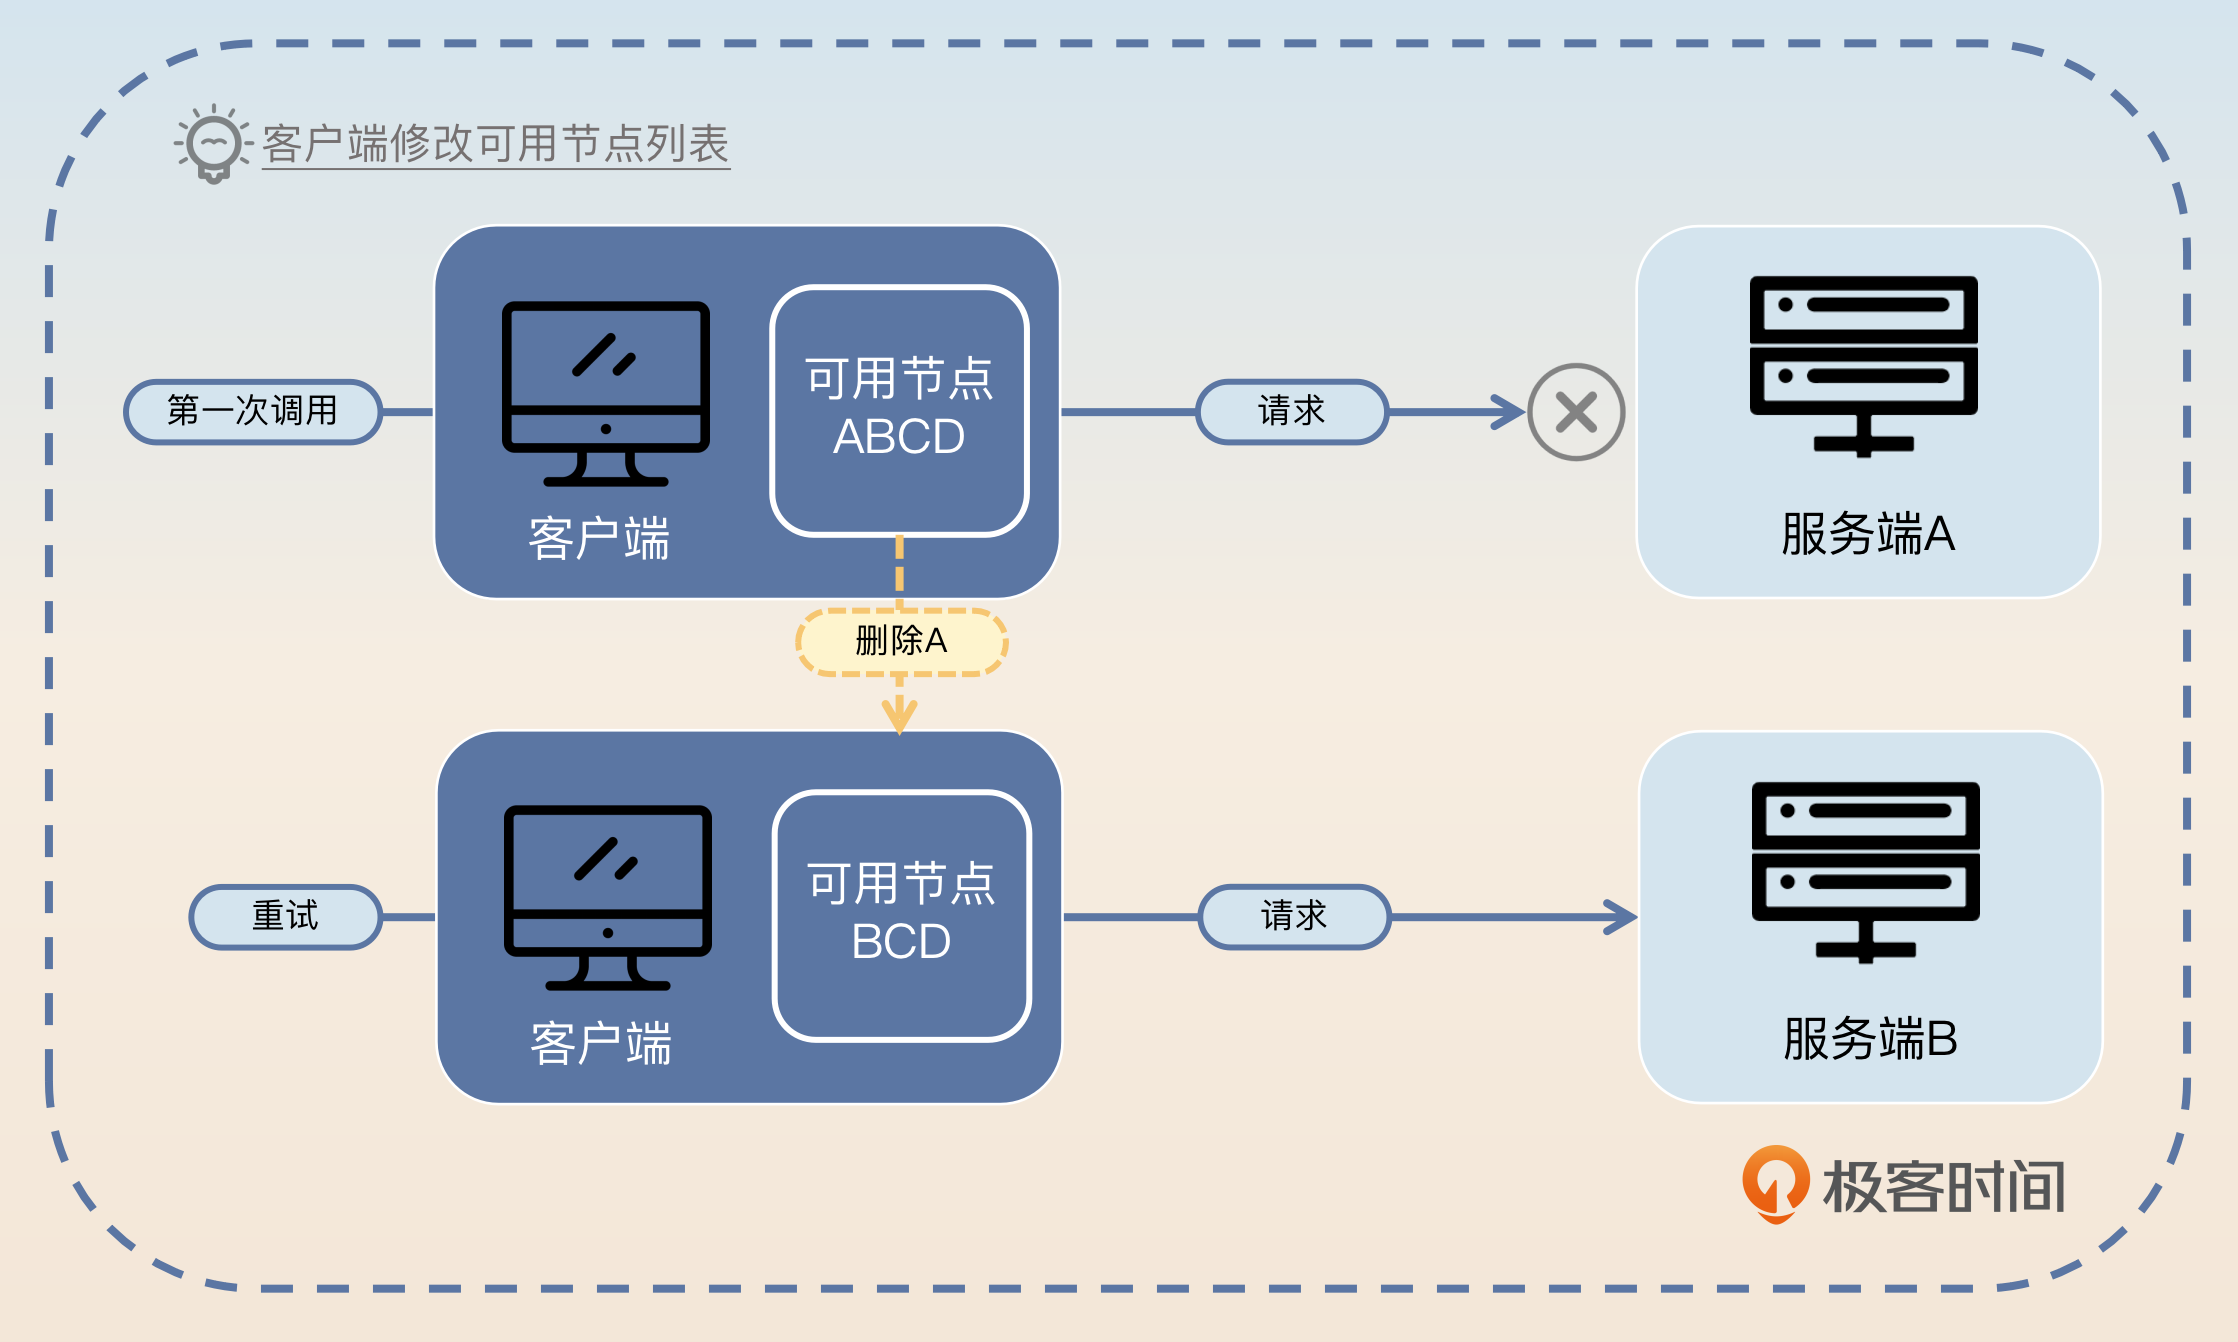 客户端修改可用节点列表
第一次调用
客户端
可用节点
ABCD
请求
服务端A
删除A
重试
客户端
可用节点
BCD
请求
服务端B
极客时间